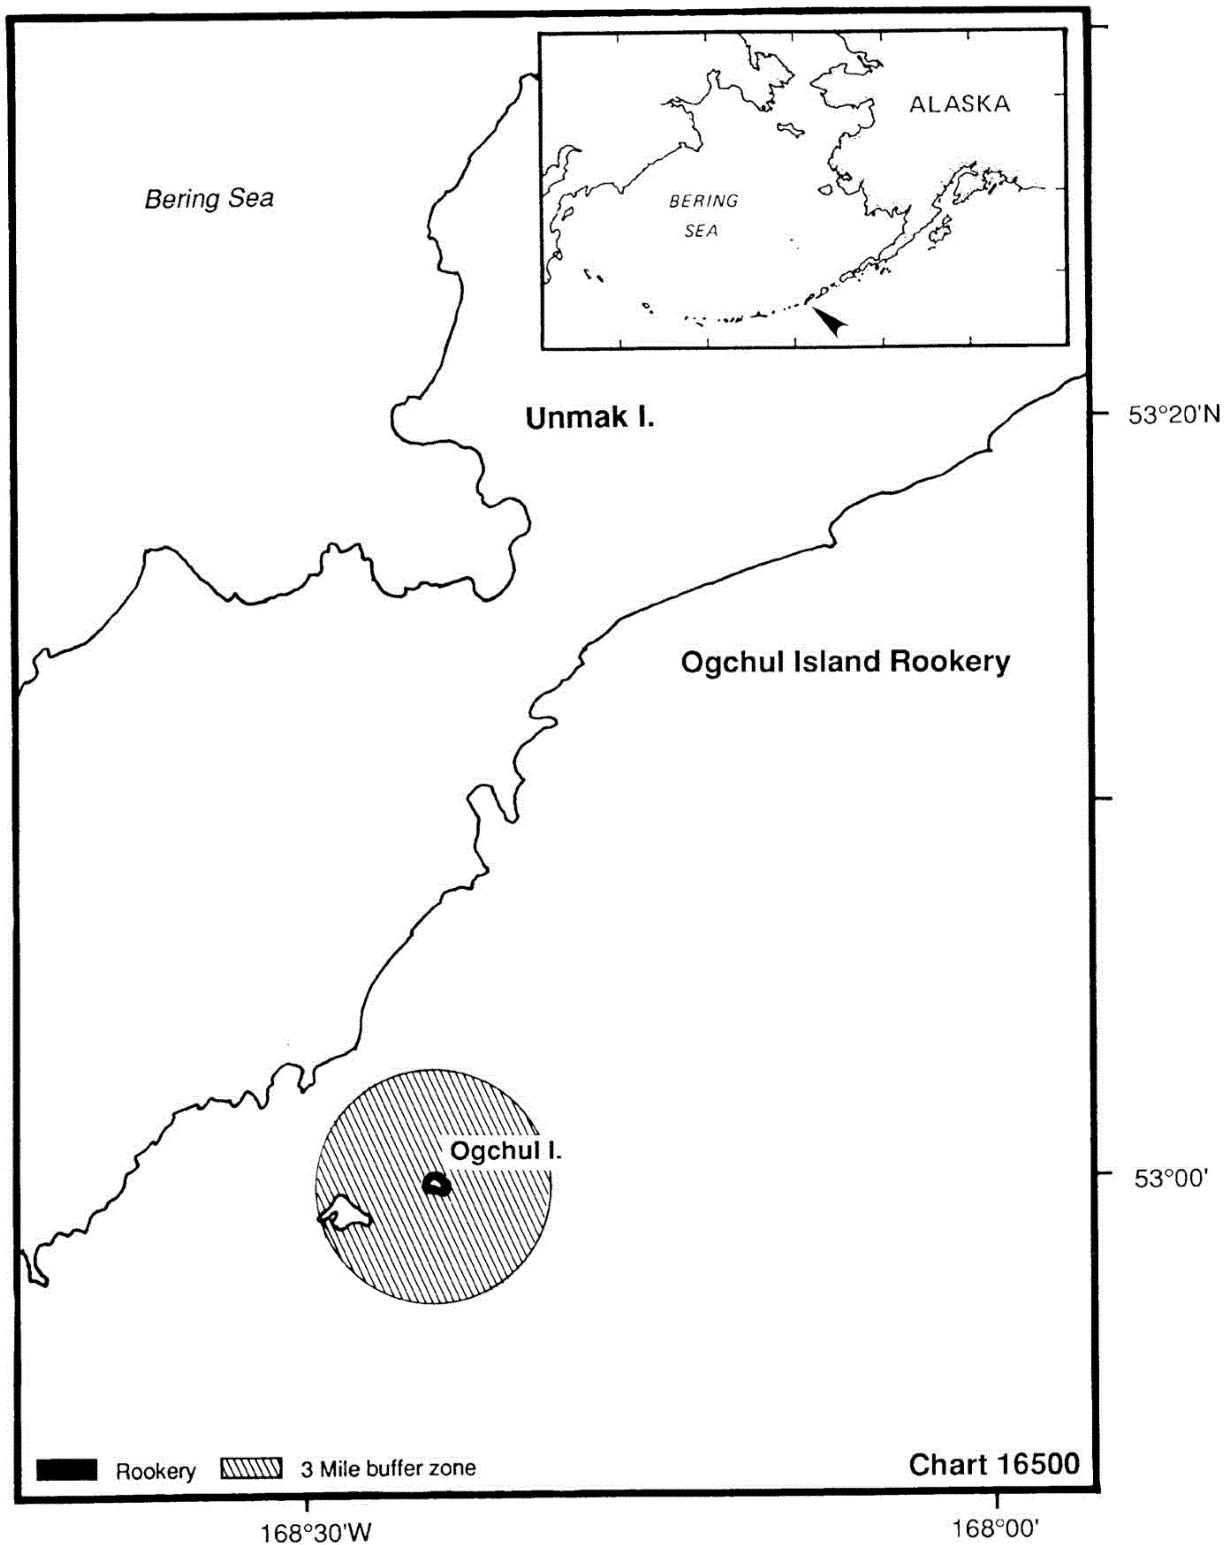 ALASKA
Bering Sea
BERING
SEA
Unmak I.
53°20'N
Ogchul Island Rookery
Ogchul I.
53°00'
Rookery
3 Mile buffer zone
Chart 16500
168°30'W
168°00'